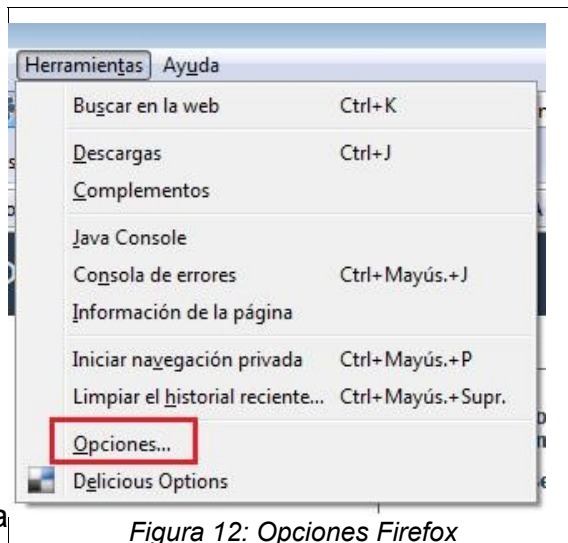 Herramientas Ayuda
Buscar en la web Ctrl+K
Descargas Ctrl+J
Complementos
Java Console
Consola de errores Ctrl+Mayús.+J
Información de la página
Iniciar navegación privada Ctrl+Mayús.+P
Limpiar el historial reciente... Ctrl+Mayús.+Supr.
Opciones...
Delicious Options
a
Figura 12: Opciones Firefox